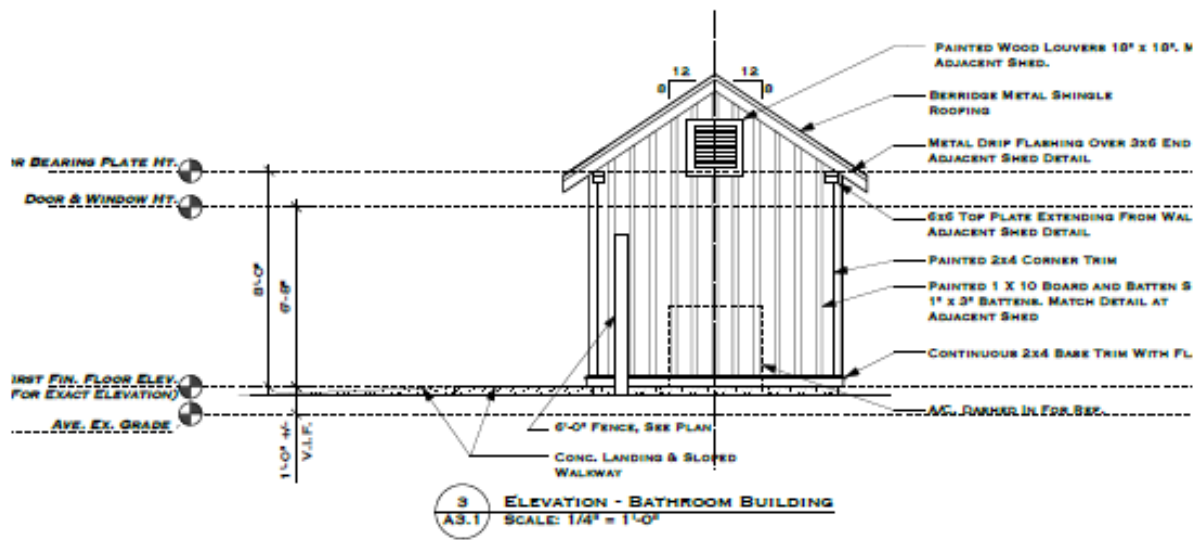 PAINTED WOOD LOUVERS 18" x 18". M
ADJACENT SHED.
12 12
8 8
BERRIDGE METAL SHINGLE
ROOFING
METAL DRIP FLASHING OVER 3x6 END
ADJACENT SHED DETAIL
OR BEARING PLATE HT.
DOOR & WINDOW HT.
6x6 TOP PLATE EXTENDING FROM WAL
ADJACENT SHED DETAIL
PAINTED 2x4 CORNER TRIM
8'-0"
6'-8"
PAINTED 1 X 10 BOARD AND BATTEN S
1" x 3" BATTENS. MATCH DETAIL AT
ADJACENT SHED
CONTINUOUS 2x4 BASE TRIM WITH FL
IRST FIN. FLOOR ELEV.
(FOR EXACT ELEVATION)
A/C. DASHED IN FOR REF.
AVE. EX. GRADE
6'-0" FENCE, SEE PLAN
1'-0" +/-
V.I.F.
CONC. LANDING & SLOPED
WALKWAY
3 ELEVATION - BATHROOM BUILDING
A3.1 SCALE: 1/4" = 1'-0"